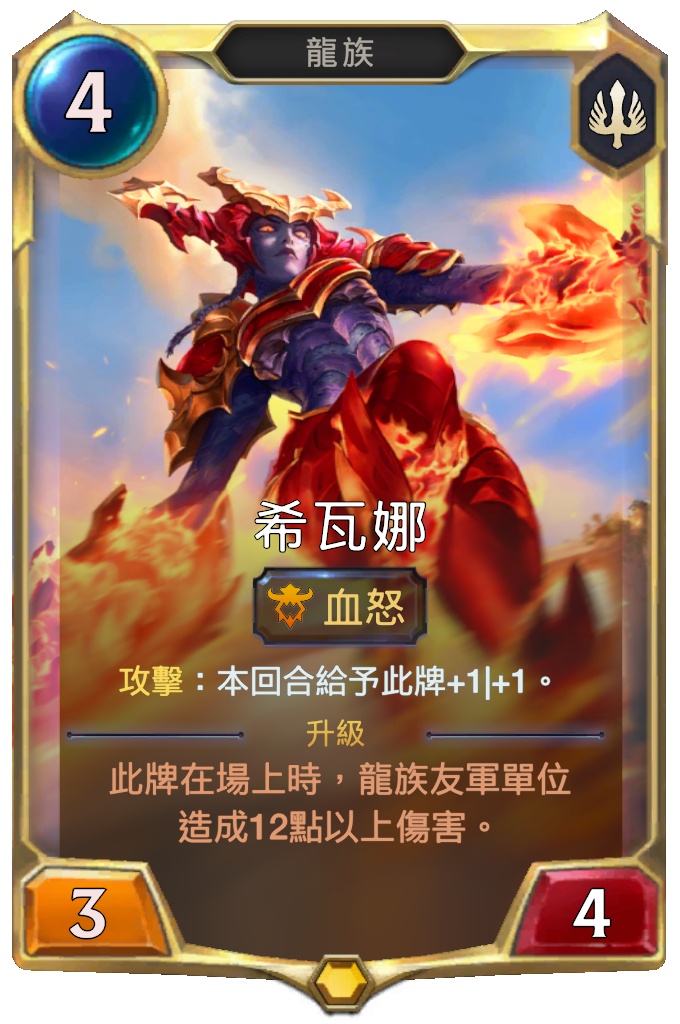 龍族
4
希瓦娜
血怒
攻擊：本回合給予此牌+1|+1。
升級
此牌在場上時，龍族友軍單位
造成12點以上傷害。
3
4